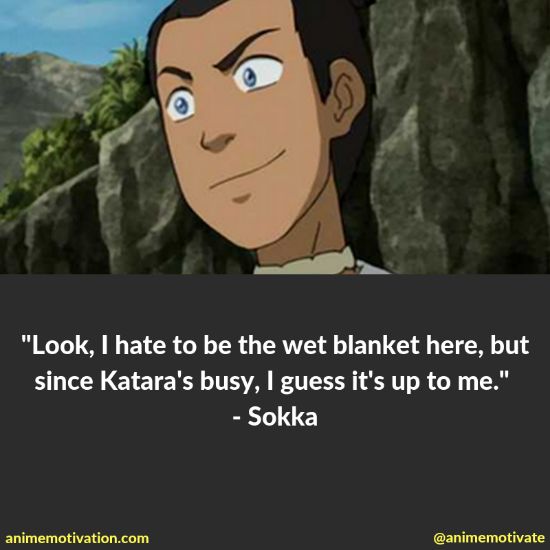 "Look, I hate to be the wet blanket here, but
since Katara's busy, I guess it's up to me."
- Sokka
animemotivation.com
@animemotivate